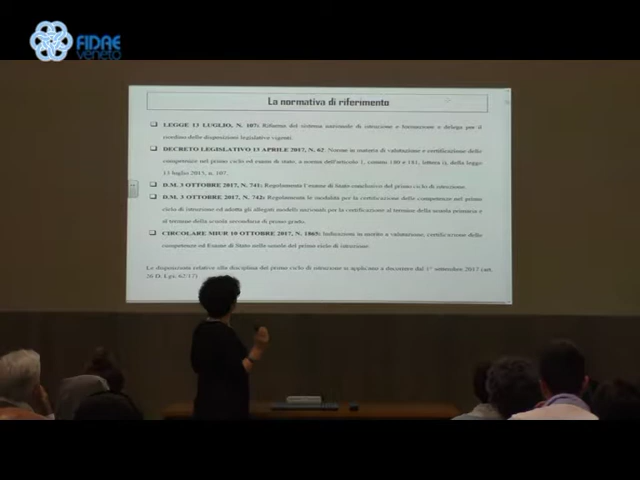 FIDAE
veneto
La normativa di riferimento
LEGGE 13 LUGLIO, N. 107: Riforma del sistema nazionale di istruzione e formazione e delega per il
riordino delle disposizioni legislative vigenti.
DECRETO LEGISLATIVO 13 APRILE 2017, N. 62. Norme in materia di valutazione e certificazione delle
competenze nel primo ciclo ed esame di stato, a norma dell'articolo 1, commi 180 e 181, lettera i), della legge
13 luglio 2015, n. 107.
D.M. 3 OTTOBRE 2017, N. 741: Regolamenta l'esame di Stato conclusivo del primo ciclo di istruzione.
D.M. 3 OTTOBRE 2017, N. 742: Regolamenta le modalità per la certificazione delle competenze nel primo
ciclo di istruzione ed adotta gli allegati modelli nazionali per la certificazione al termine della scuola primaria e
al termine della scuola secondaria di primo grado.
CIRCOLARE MIUR 10 OTTOBRE 2017, N. 1865: Indicazioni in merito a valutazione, certificazione delle
competenze ed Esame di Stato nelle scuole del primo ciclo di istruzione.
Le disposizioni relative alla disciplina del primo ciclo di istruzione si applicano a decorrere dal 1° settembre 2017 (art.
26 D. Lgs. 62/17)